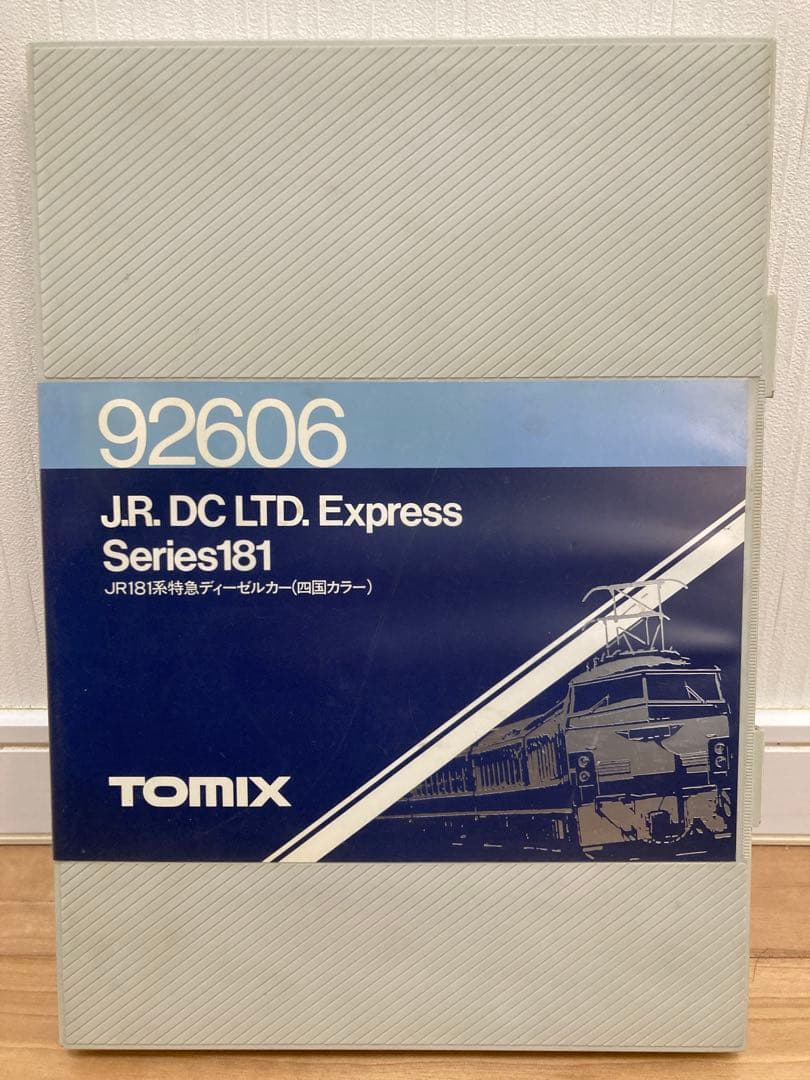 92606
J.R. DC LTD. Express
Series181
JR181系特急ディーゼルカー(四国カラー)
TOMIX